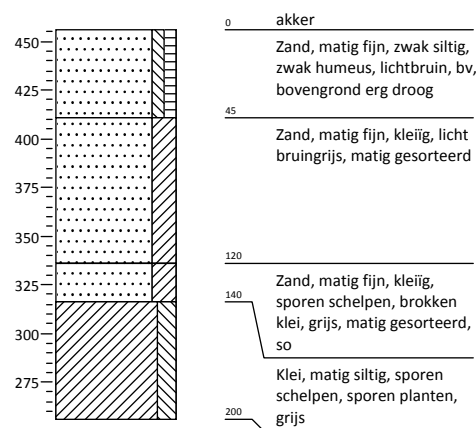 0 akker
450
Zand, matig fijn, zwak siltig,
zwak humeus, lichtbruin, bv,
bovengrond erg droog
425
45
400
Zand, matig fijn, kleiïg, licht
bruingrijs, matig gesorteerd
375
350
120
325
Zand, matig fijn, kleiïg,
sporen schelpen, brokken
klei, grijs, matig gesorteerd,
so
140
300
Klei, matig siltig, sporen
schelpen, sporen planten,
grijs
275
200